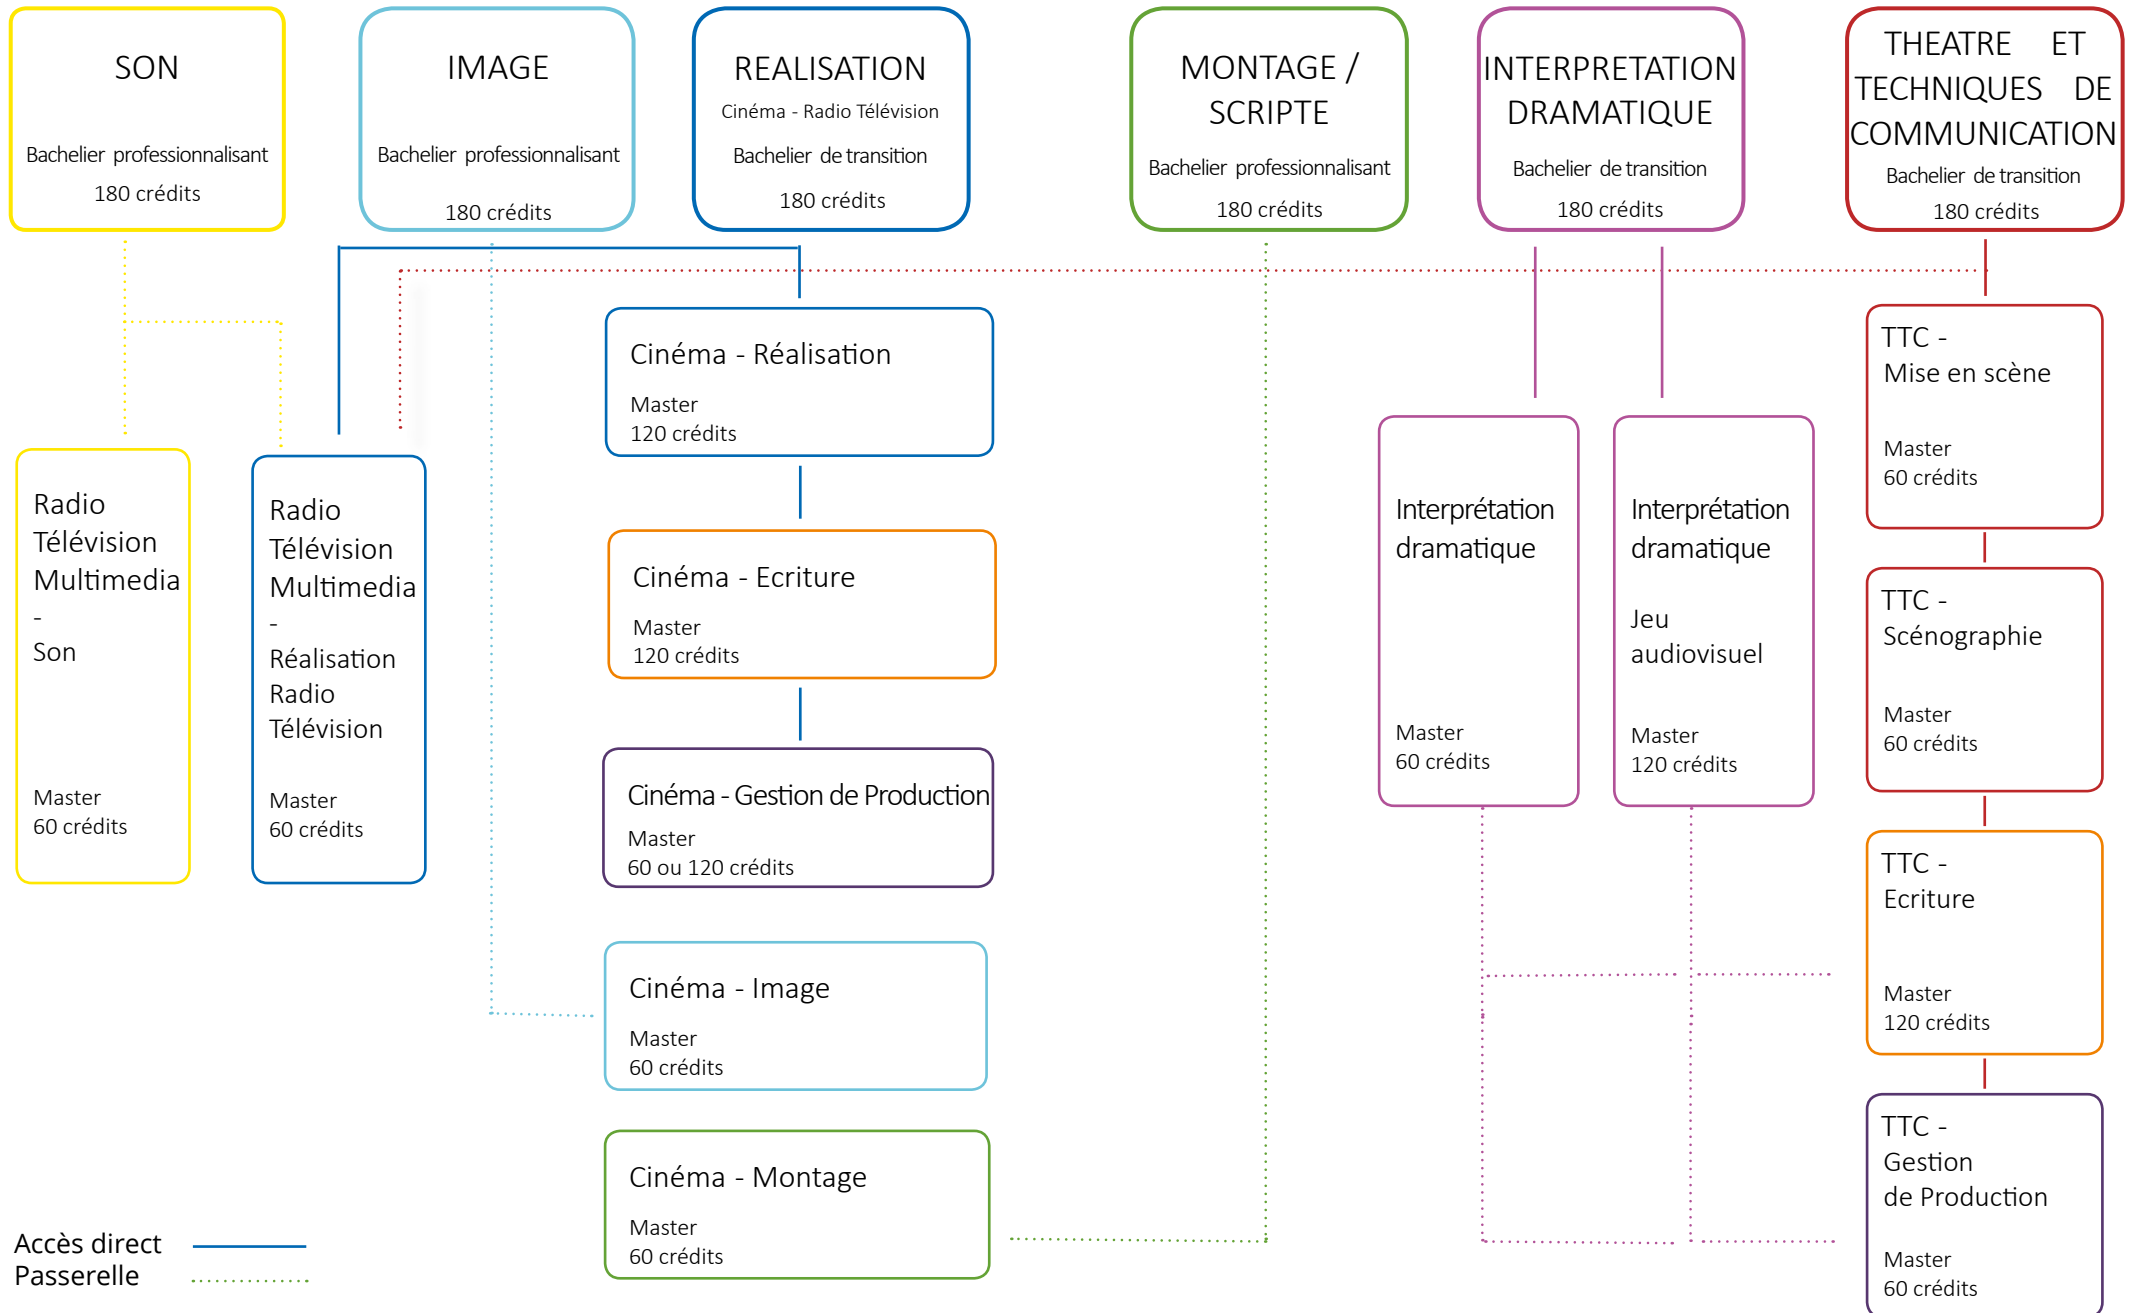 SON
Bachelier professionnalisant
180 crédits
IMAGE
Bachelier professionnalisant
180 crédits
REALISATION
Cinéma - Radio Télévision
Bachelier de transition
180 crédits
MONTAGE /
SCRIPTE
Bachelier professionnalisant
180 crédits
INTERPRETATION
DRAMATIQUE
Bachelier de transition
180 crédits
THEATRE ET
TECHNIQUES DE
COMMUNICATION
Bachelier de transition
180 crédits
Radio
Télévision
Multimedia
-
Son
Master
60 crédits
Radio
Télévision
Multimedia
-
Réalisation
Radio
Télévision
Master
60 crédits
Cinéma - Réalisation
Master
120 crédits
Cinéma - Ecriture
Master
120 crédits
Cinéma - Gestion de Production
Master
60 ou 120 crédits
Cinéma - Image
Master
60 crédits
Cinéma - Montage
Master
60 crédits
Interprétation
dramatique
Master
60 crédits
Interprétation
dramatique
Jeu
audiovisuel
Master
120 crédits
TTC -
Mise en scène
Master
60 crédits
TTC -
Scénographie
Master
60 crédits
TTC -
Ecriture
Master
120 crédits
TTC -
Gestion
de Production
Master
60 crédits
Accès direct
Passerelle